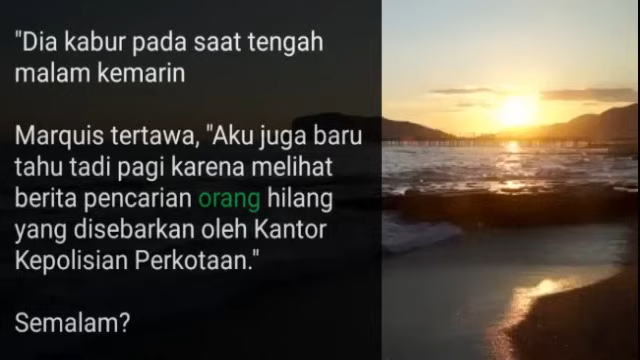 "Dia kabur pada saat tengah
malam kemarin
Marquis tertawa, "Aku juga baru
tahu tadi pagi karena melihat
berita pencarian orang hilang
yang disebarkan oleh Kantor
Kepolisian Perkotaan."
Semalam?